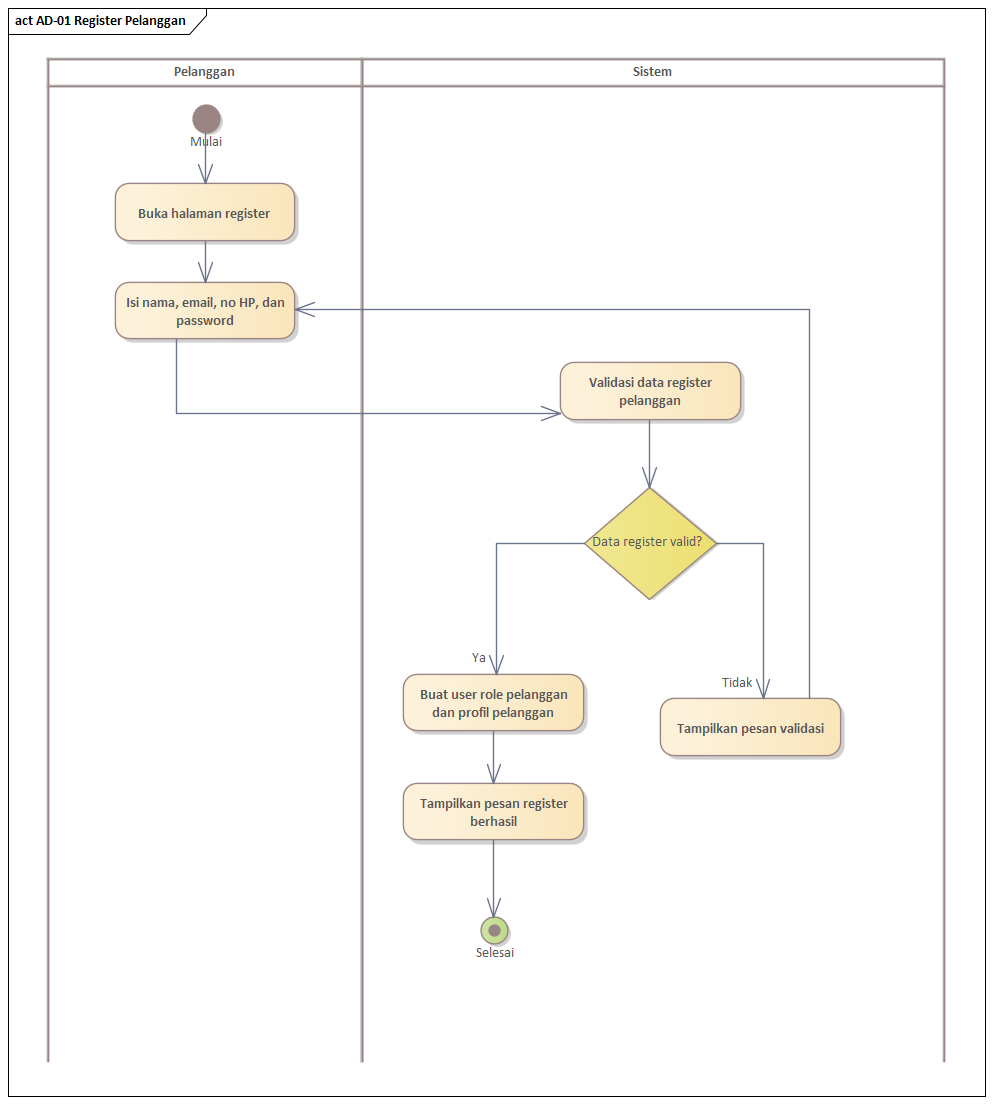 act AD-01 Register Pelanggan
Pelanggan
Sistem
Mulai
Buka halaman register
Isi nama, email, no HP, dan
password
Validasi data register
pelanggan
Data register valid?
Ya
Tidak
Buat user role pelanggan
dan profil pelanggan
Tampilkan pesan validasi
Tampilkan pesan register
berhasil
Selesai